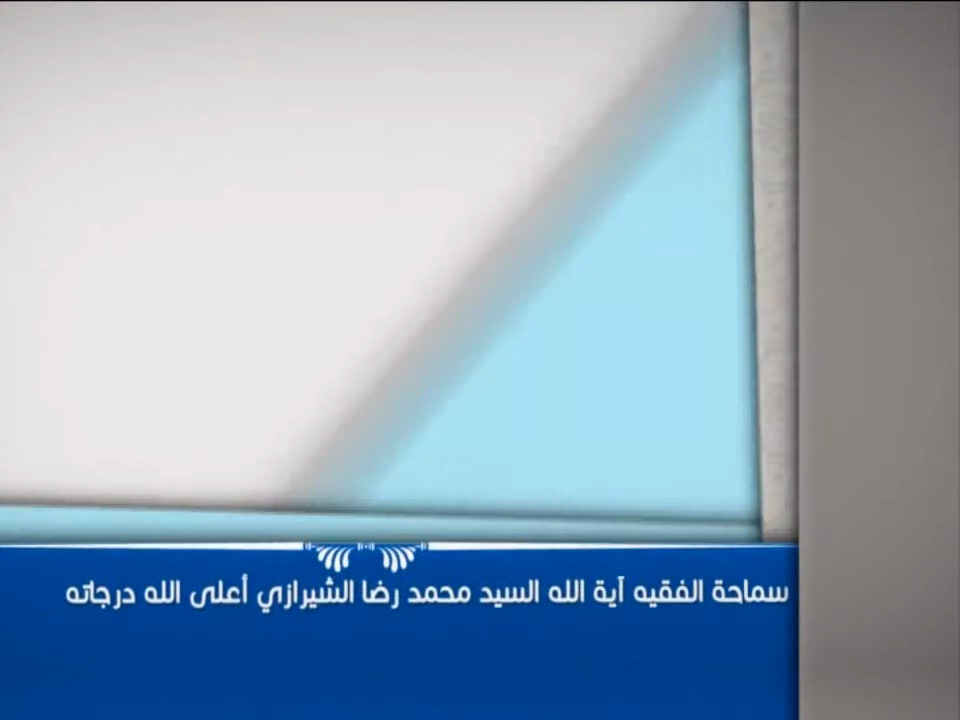 سماحة الفقيه آية الله السيد محمد رضا الشيرازي أعلى الله درجاته